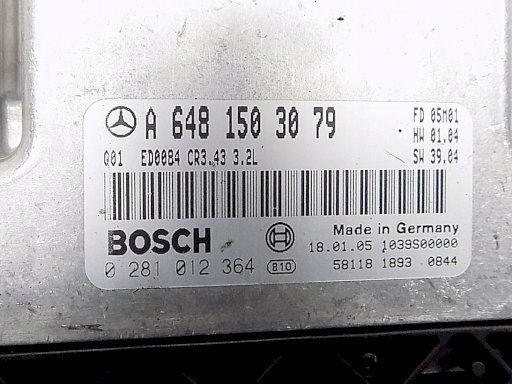 A 648 150 30 79
FD 05M01
HW 01.04
Q01 ED0084 CR3.43 3.2L
SW 39.04
BOSCH
Made in Germany
18.01.05 1039S00000
0 281 012 364 B10
58118 1893 0844